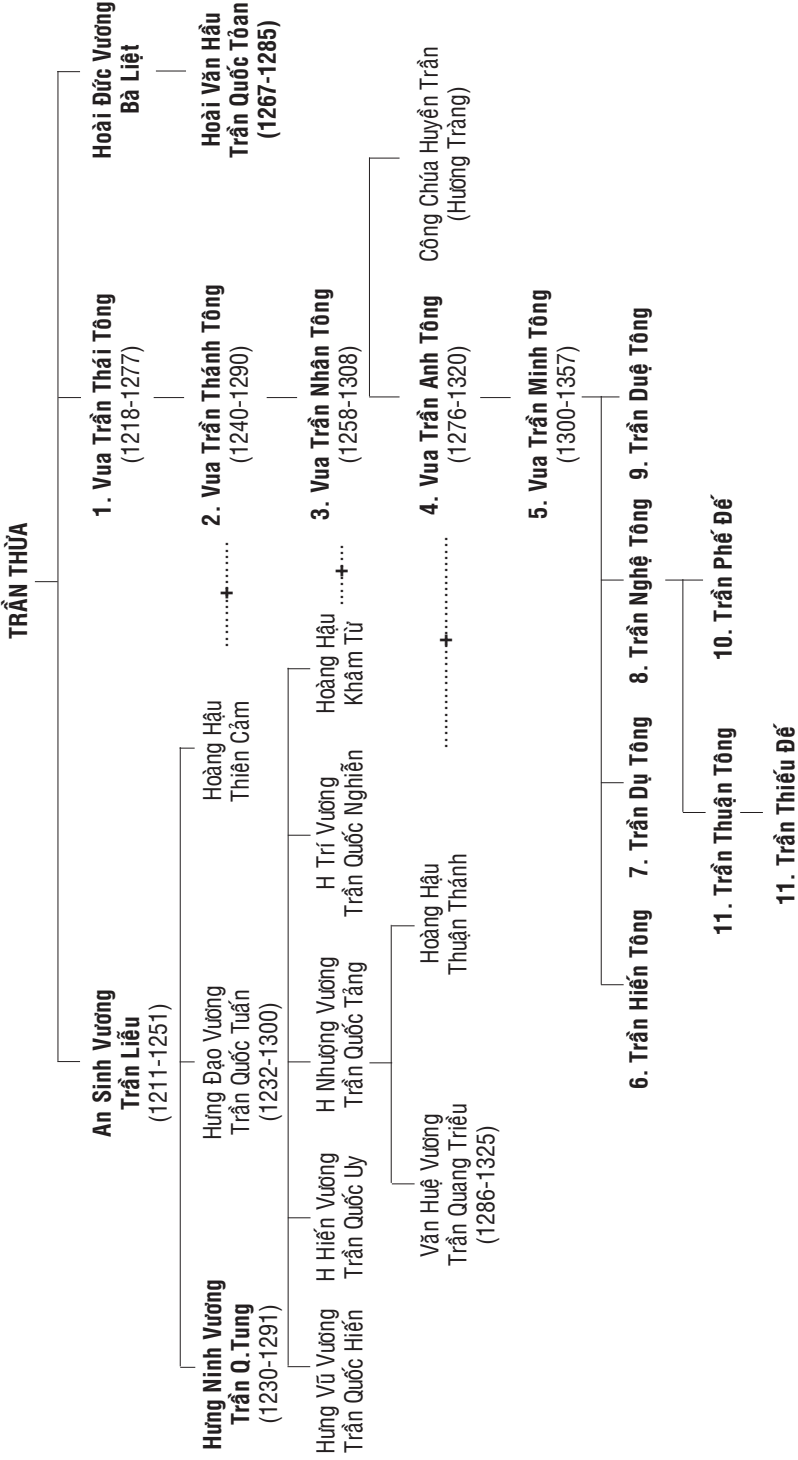 TRẦN THỪA
An Sinh Vương
Trần Liễu
(1211-1251)
1. Vua Trần Thái Tông
(1218-1277)
Hoài Đức Vương
Bà Liệt
Hưng Ninh Vương
Trần Q.Tung
(1230-1291)
Hưng Đạo Vương
Trần Quốc Tuấn
(1232-1300)
Hoàng Hậu
Thiên Cảm
.........+.........
2. Vua Trần Thánh Tông
(1240-1290)
Hoài Văn Hầu
Trần Quốc Tỏan
(1267-1285)
Hưng Vũ Vương
Trần Quốc Hiến
H Hiến Vương
Trần Quốc Uy
H Nhượng Vương
Trần Quốc Tảng
H Trí Vương
Trần Quốc Nghiễn
Hoàng Hậu
Khâm Từ
.....+.....
3. Vua Trần Nhân Tông
(1258-1308)
Văn Huệ Vương
Trần Quang Triều
(1286-1325)
Hoàng Hậu
Thuận Thánh
....................+....................
4. Vua Trần Anh Tông
(1276-1320)
Công Chúa Huyền Trân
(Hương Tràng)
5. Vua Trần Minh Tông
(1300-1357)
6. Trần Hiến Tông 7. Trần Dụ Tông 8. Trần Nghệ Tông 9. Trần Duệ Tông
11. Trần Thuận Tông
10. Trần Phế Đế
11. Trần Thiếu Đế